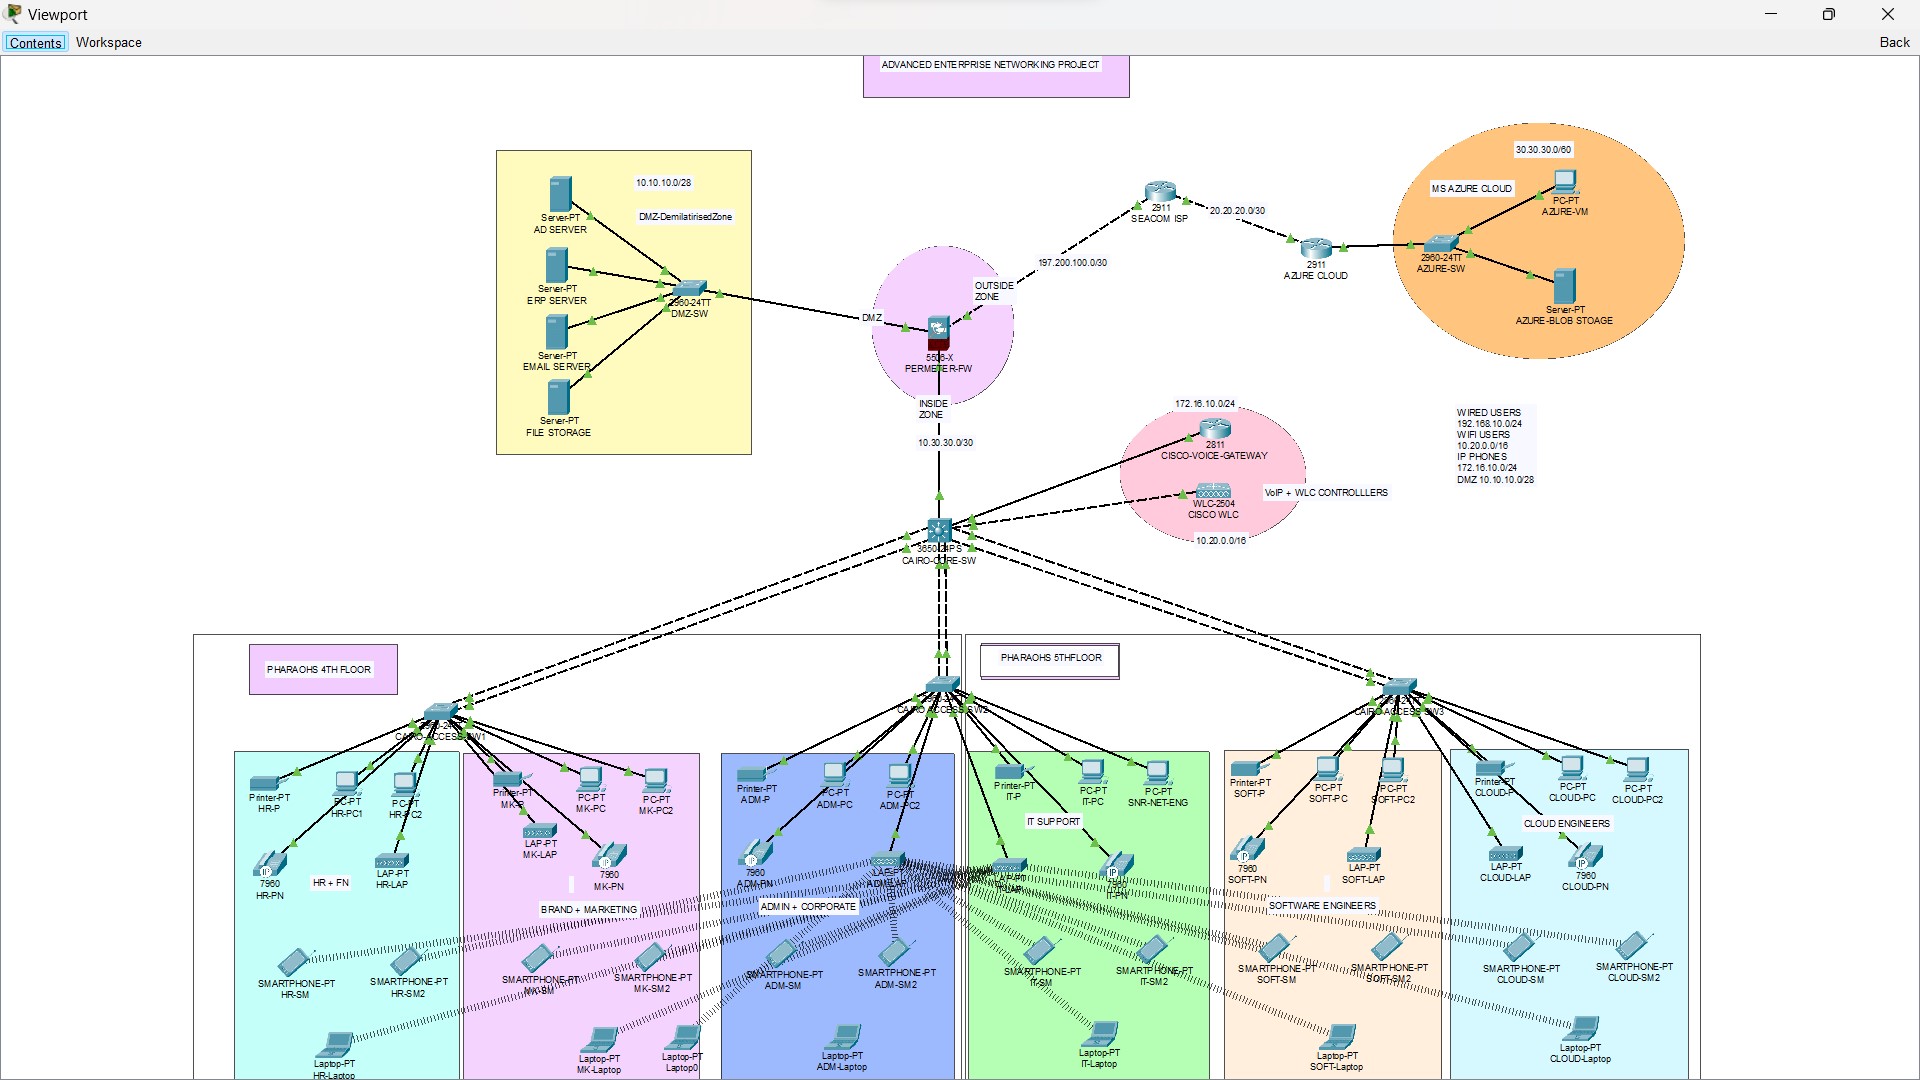 Viewport
Contents Workspace Back
ADVANCED ENTERPRISE NETWORKING PROJECT
10.10.10.0/28
DMZ-DemilatirisedZone
Server-PT
AD SERVER
Server-PT
ERP SERVER
Server-PT
EMAIL SERVER
Server-PT
FILE STORAGE
2960-24TT
DMZ-SW
DMZ
OUTSIDE
ZONE
5506-X
PERMETER-FW
INSIDE
ZONE
10.30.30.0/30
197.200.100.0/30
2911
SEACOM ISP
20.20.20.0/30
2911
AZURE CLOUD
30.30.30.0/60
MS AZURE CLOUD
PC-PT
AZURE-VM
2960-24TT
AZURE-SW
Server-PT
AZURE-BLOB STOAGE
172.16.10.0/24
2811
CISCO-VOICE-GATEWAY
WLC-2504
CISCO WLC
VoIP + WLC CONTROLLLERS
10.20.0.0/16
WIRED USERS
192.168.10.0/24
WIFI USERS
10.20.0.0/16
IP PHONES
172.16.10.0/24
DMZ 10.10.10.0/28
3650-24PS
CAIRO-CORE-SW
PHARAOHS 4TH FLOOR
PHARAOHS 5THFLOOR
CAIRO-ACCESS-SW1
CAIRO ACCESS-SW2
CAIRO-ACCESS-SW3
Printer-PT
HR-P
PC-PT
HR-PC1
PC-PT
HR-PC2
7960
HR-PN
HR + FN
LAP-PT
HR-LAP
SMARTPHONE-PT
HR-SM
SMARTPHONE-PT
HR-SM2
Laptop-PT
HR-Laptop
Printer-PT
MK-P
PC-PT
MK-PC
PC-PT
MK-PC2
LAP-PT
MK-LAP
7960
MK-PN
BRAND + MARKETING
SMARTPHONE-PT
MK-SM
SMARTPHONE-PT
MK-SM2
Laptop-PT
MK-Laptop
Laptop-PT
Laptop0
Printer-PT
ADM-P
PC-PT
ADM-PC
PC-PT
ADM-PC2
7960
ADM-PN
LAP-PT
ADM-LAP
ADMIN + CORPORATE
SMARTPHONE-PT
ADM-SM
SMARTPHONE-PT
ADM-SM2
Laptop-PT
ADM-Laptop
Printer-PT
IT-P
PC-PT
IT-PC
PC-PT
SNR-NET-ENG
IT SUPPORT
LAP-PT
7960
IT-PN
SMARTPHONE-PT
IT-SM
SMARTPHONE-PT
IT-SM2
Laptop-PT
IT-Laptop
Printer-PT
SOFT-P
PC-PT
SOFT-PC
PC-PT
SOFT-PC2
7960
SOFT-PN
LAP-PT
SOFT-LAP
SOFTWARE ENGINEERS
SMARTPHONE-PT
SOFT-SM
SMARTPHONE-PT
SOFT-SM2
Laptop-PT
SOFT-Laptop
Printer-PT
CLOUD-P
PC-PT
CLOUD-PC
PC-PT
CLOUD-PC2
CLOUD ENGINEERS
LAP-PT
CLOUD-LAP
7960
CLOUD-PN
SMARTPHONE-PT
CLOUD-SM
SMARTPHONE-PT
CLOUD-SM2
Laptop-PT
CLOUD-Laptop